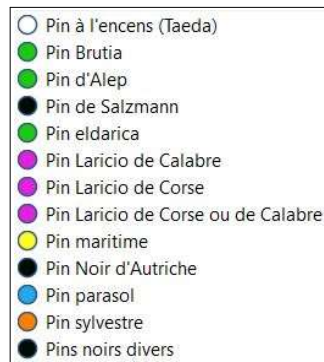 Pin à l'encens (Taeda)
Pin Brutia
Pin d'Alep
Pin de Salzmann
Pin eldarica
Pin Laricio de Calabre
Pin Laricio de Corse
Pin Laricio de Corse ou de Calabre
Pin maritime
Pin Noir d'Autriche
Pin parasol
Pin sylvestre
Pins noirs divers